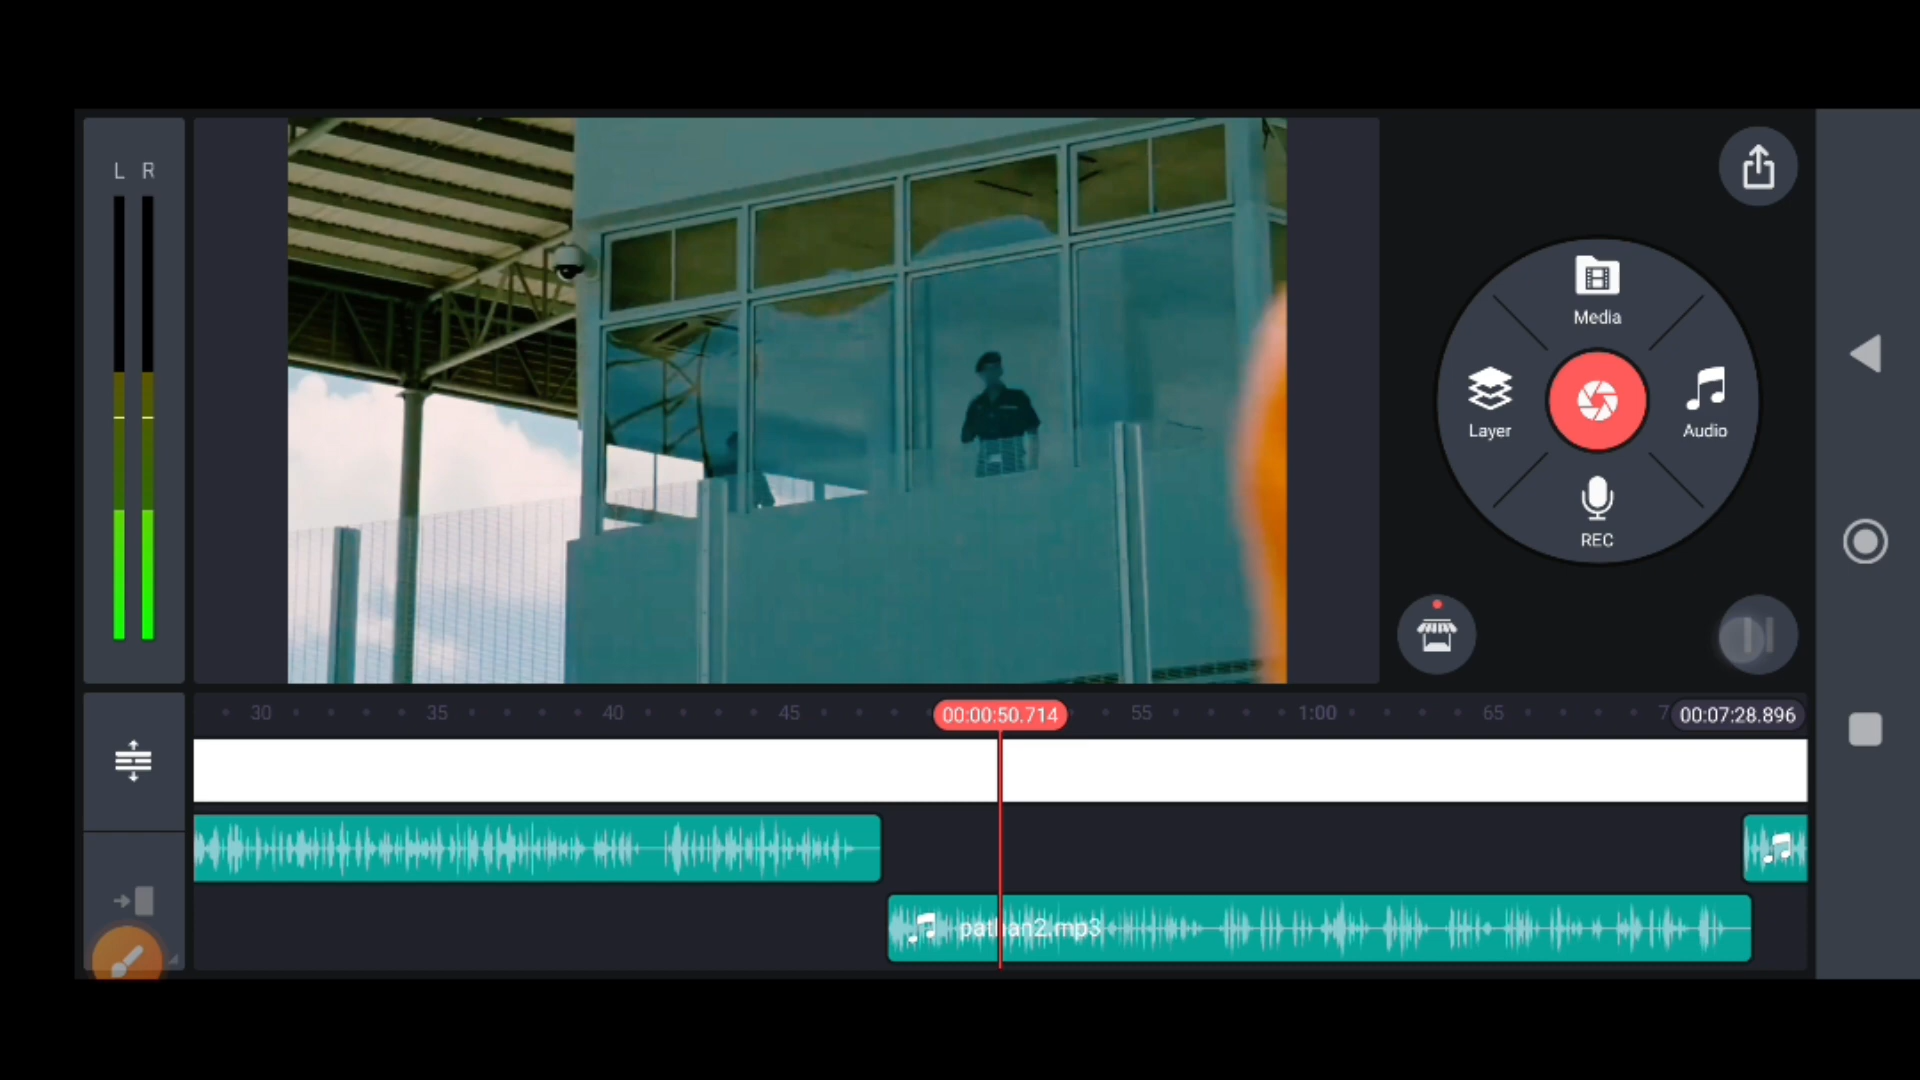 L R
Media
Layer
Audio
REC
30 35 40 45 00:00:50.714 55 1:00 65 7 00:07:28.896
pathan2.mp3